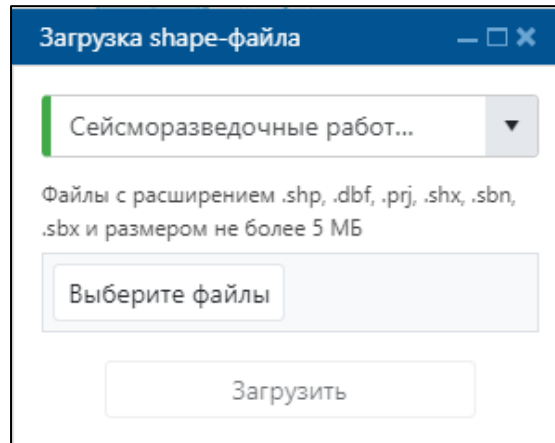 Загрузка shape-файла
Сейсморазведочные работ...
Файлы с расширением .shp, .dbf, .prj, .shx, .sbn,
.sbx и размером не более 5 МБ
Выберите файлы
Загрузить